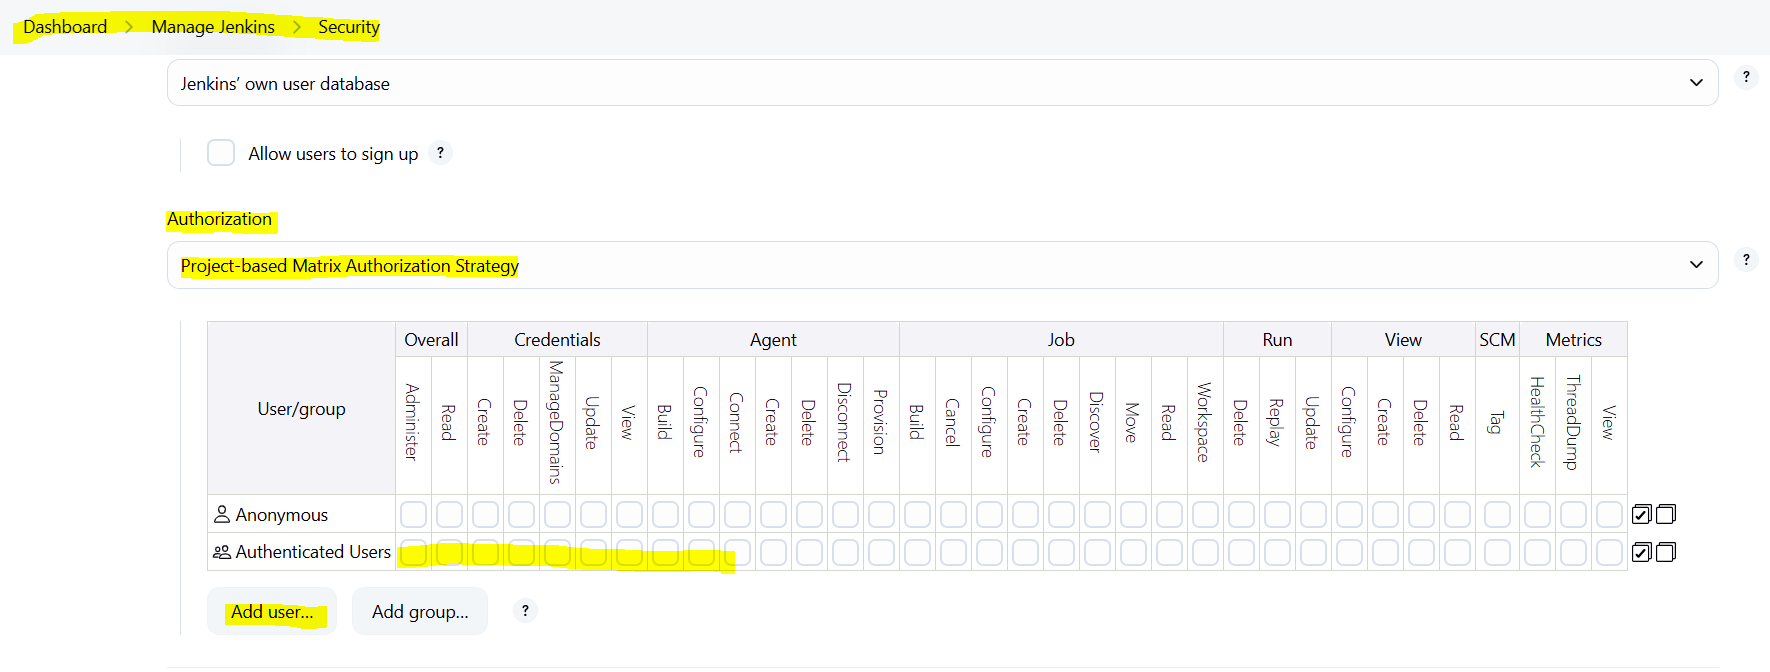 Dashboard > Manage Jenkins > Security
Jenkins' own user database
?
Allow users to sign up ?
Authorization
Project-based Matrix Authorization Strategy
?
User/group
Overall Credentials Agent Job Run View SCM Metrics
Administer Read Create Delete ManageDomains Update View Build Configure Connect Create Delete Disconnect Provision Build Cancel Configure Create Delete Discover Move Read Workspace Delete Replay Update Configure Create Delete Read Tag HealthCheck ThreadDump View
Anonymous
Authenticated Users
Add user... Add group... ?